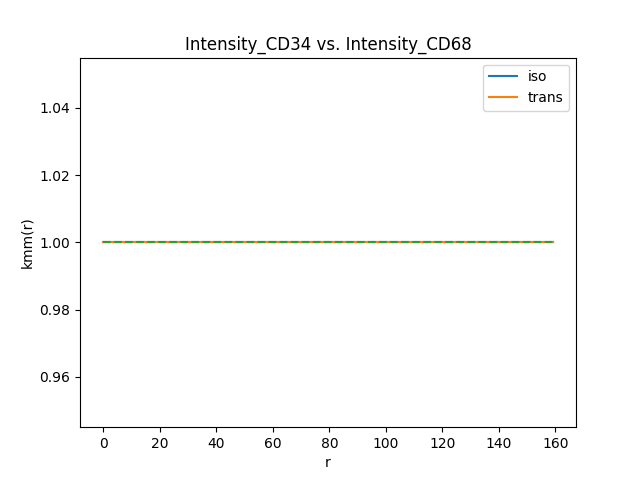 Intensity_CD34 vs. Intensity_CD68
iso
trans
1.04
1.02
1.00
0.98
0.96
kmm(r)
0 20 40 60 80 100 120 140 160
r